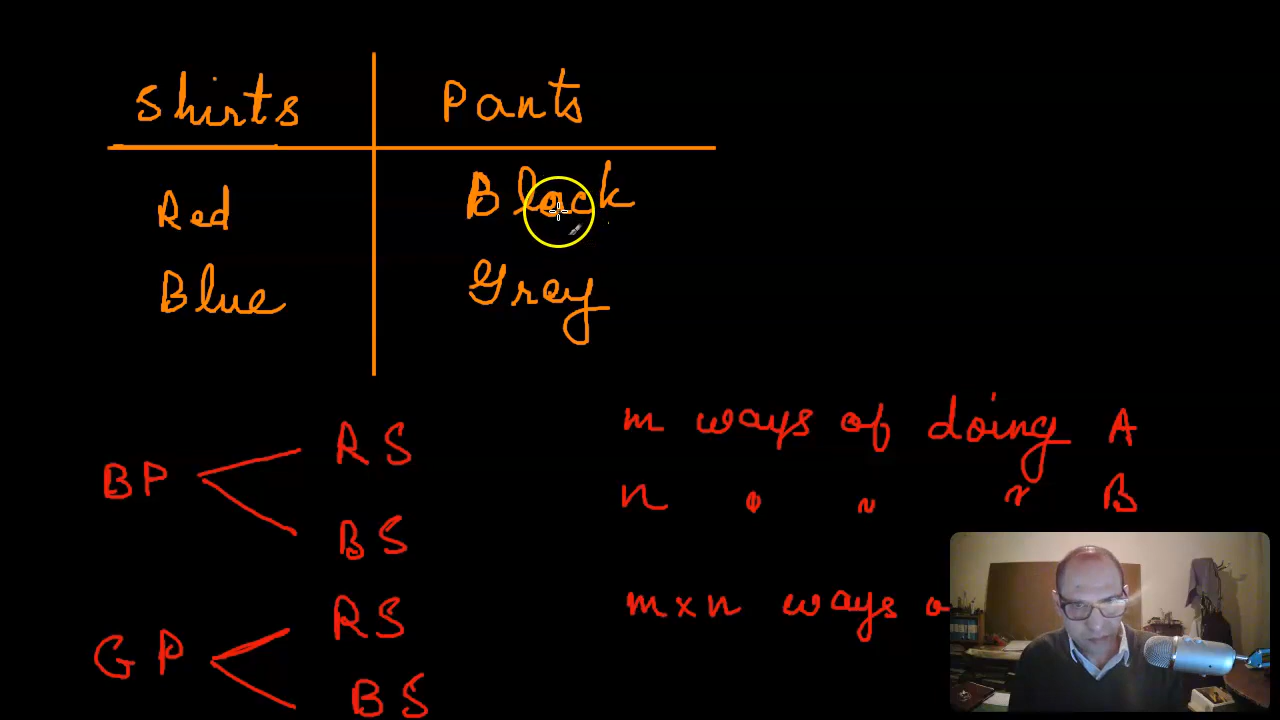 Shirts Pants
Red Black
Blue Grey
BP RS
BS
GP RS
BS
m ways of doing A
n " " " B
m x n ways